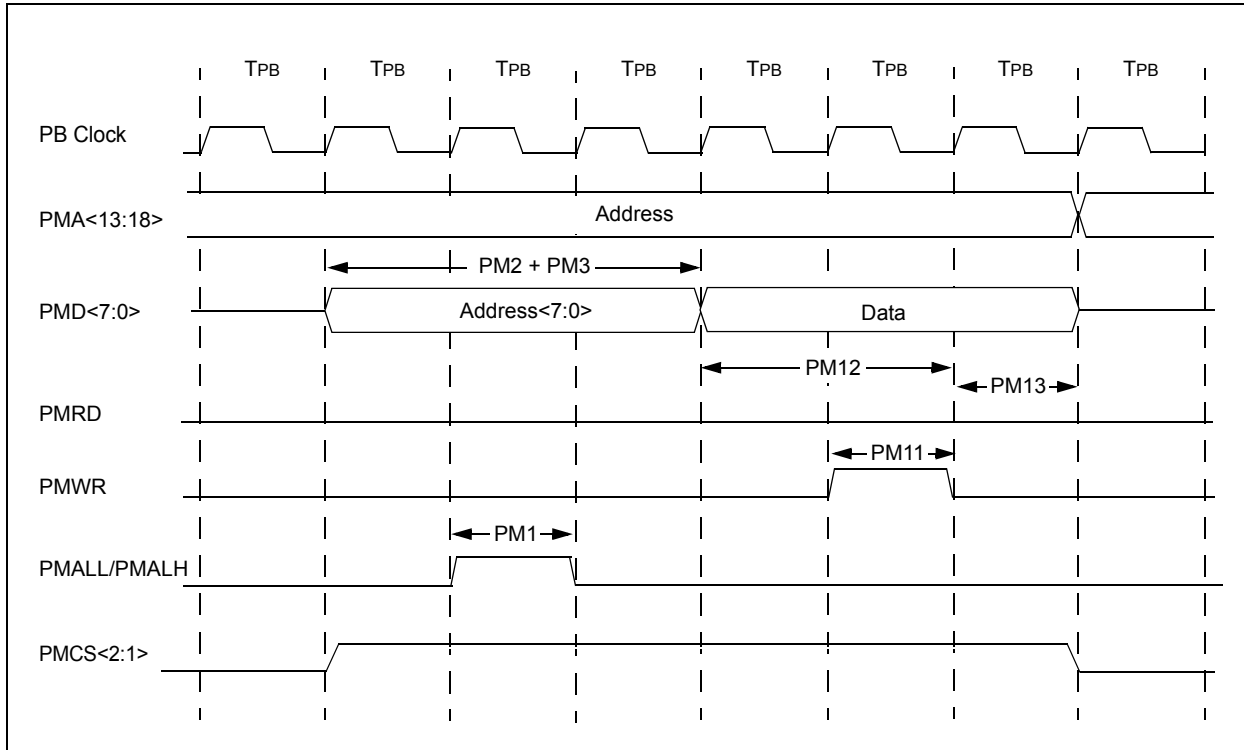 TPB TPB TPB TPB TPB TPB TPB TPB
PB Clock
PMA<13:18> Address
PM2 + PM3
PMD<7:0> Address<7:0> Data
PM12
PM13
PMRD
PM11
PMWR
PM1
PMALL/PMALH
PMCS<2:1>